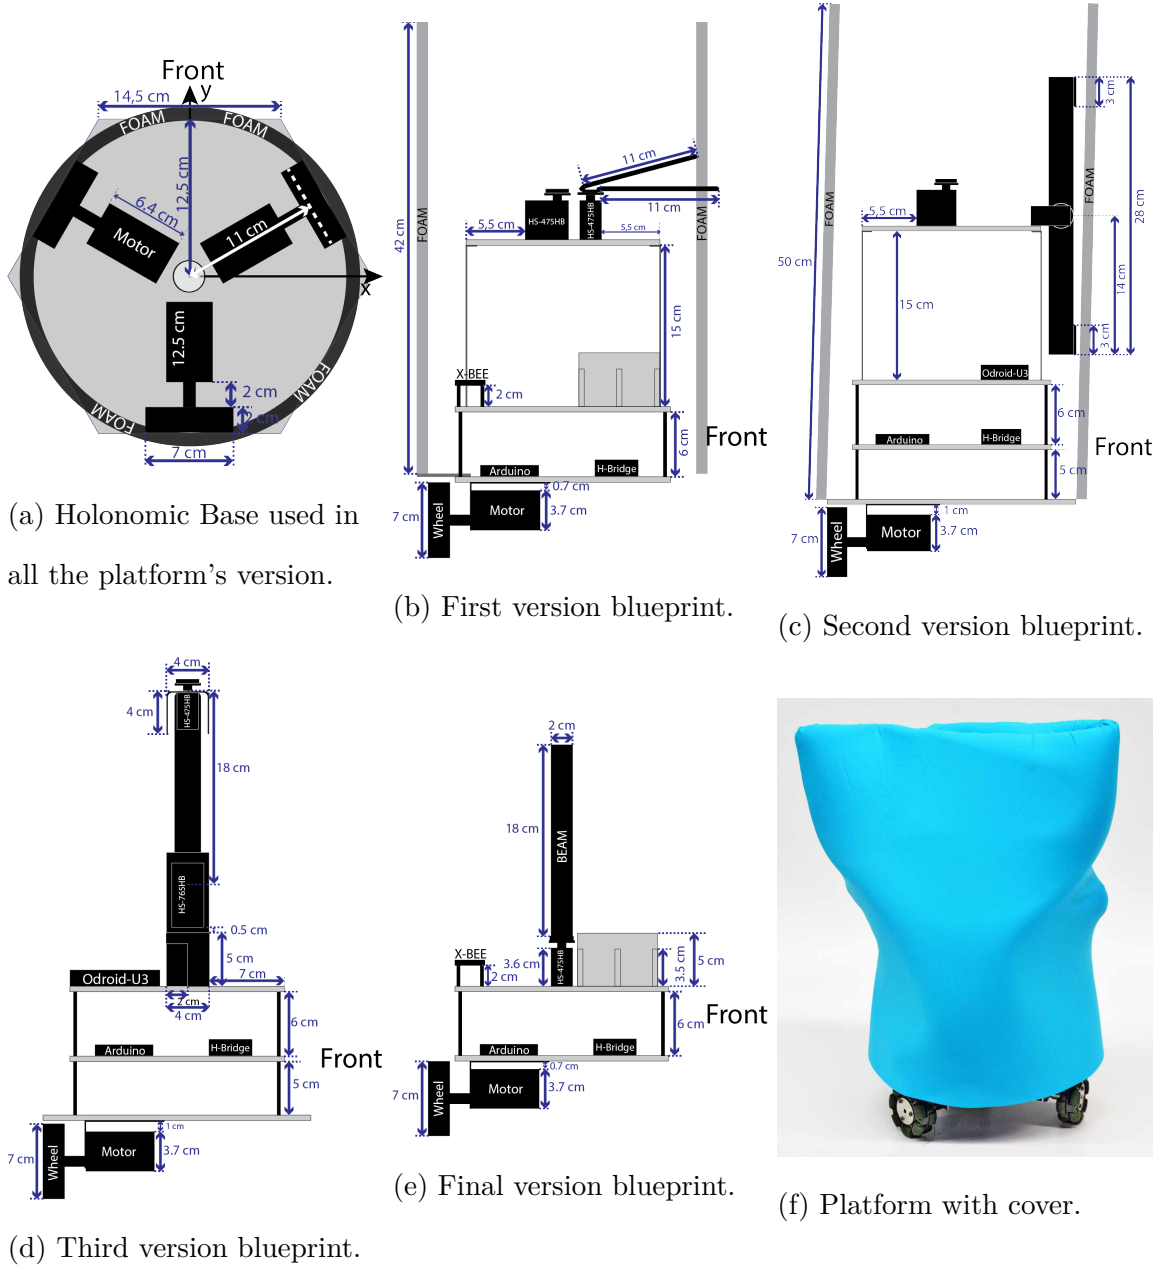 Front
y
14,5 cm
FOAM
FOAM
12.5 cm
6.4 cm
11 cm
Motor
x
12.5 cm
2 cm
2 cm
FOAM
FOAM
7 cm
(a) Holonomic Base used in
all the platform's version.
42 cm
FOAM
11 cm
11 cm
HS-475HB
HS-475HB
5,5 cm
5,5 cm
FOAM
15 cm
X-BEE
2 cm
6 cm
Front
Arduino
H-Bridge
0.7 cm
7 cm
Wheel
Motor
3.7 cm
(b) First version blueprint.
50 cm
FOAM
5,5 cm
15 cm
FOAM
3 cm
28 cm
14 cm
3 cm
Odroid-U3
6 cm
Arduino
H-Bridge
Front
5 cm
1 cm
7 cm
Wheel
Motor
3.7 cm
(c) Second version blueprint.
4 cm
4 cm
HS-475HB
18 cm
HS-765HB
0.5 cm
5 cm
7 cm
Odroid-U3
2 cm
4 cm
6 cm
Arduino
H-Bridge
Front
5 cm
1 cm
7 cm
Wheel
Motor
3.7 cm
(d) Third version blueprint.
2 cm
18 cm
BEAM
X-BEE
2 cm
3.6 cm
HS-475HB
3.5 cm
5 cm
6 cm
Front
Arduino
H-Bridge
0.7 cm
7 cm
Wheel
Motor
3.7 cm
(e) Final version blueprint.
(f) Platform with cover.